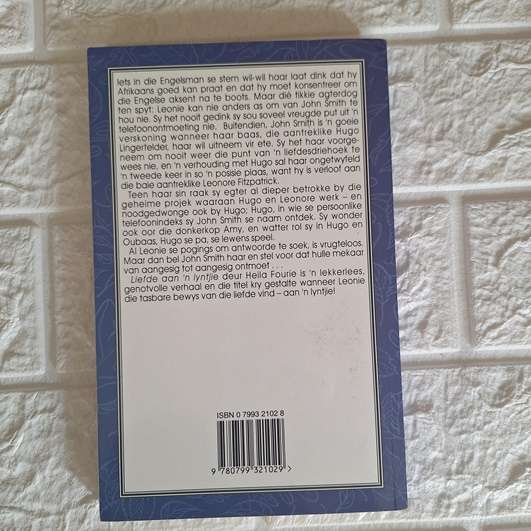 Iets in die Engelsman se stem wil-wil haar laat dink dat hy
Afrikaans goed kan praat en dat hy moet konsentreer om
die Engelse aksent na te boots. Maar dié fikkie agterdog
ten spyt: Leonie kan nie anders as om van John Smith te
hou nie. Sy het nooit gedink sy sou soveel vreugde put uit 'n
telefoonontmoeting nie. Buitendien, John Smith is 'n goeie
verskoning wanneer haar baas, die aantreklike Hugo
Lingerfelder, haar wil uitneem vir ete. Sy het haar voorge-
neem om nooit weer die punt van 'n liefdesdriehoek te
wees nie, en 'n verhouding met Hugo sal haar ongetwyfeld
'n tweede keer in so 'n posisie plaas, want hy is verloof aan
die baie aantreklike Leonore Fitzpatrick.
Teen haar sin raak sy egter al dieper betrokke by die
geheime projek waaraan Hugo en Leonore werk – en
noodgedwonge ook by Hugo; Hugo, in wie se persoonlike
telefoonindeks sy John Smith se naam ontdek. Sy wonder
ook oor die donkerkop Amy, en watter rol sy in Hugo en
Oubaas, Hugo se pa, se lewens speel.
Al Leonie se pogings om antwoorde te soek, is vrugteloos.
Maar dan bel John Smith haar en stel voor dat hulle mekaar
van aangesig tot aangesig ontmoet . . .
Liefde aan 'n lyntjie deur Hella Fourie is 'n lekkerlees,
genotvolle verhaal en die titel kry gestalte wanneer Leonie
die tasbare bewys van die liefde vind – aan 'n lyntjie!
ISBN 0 7993 2102 8
9 780799 321029 >